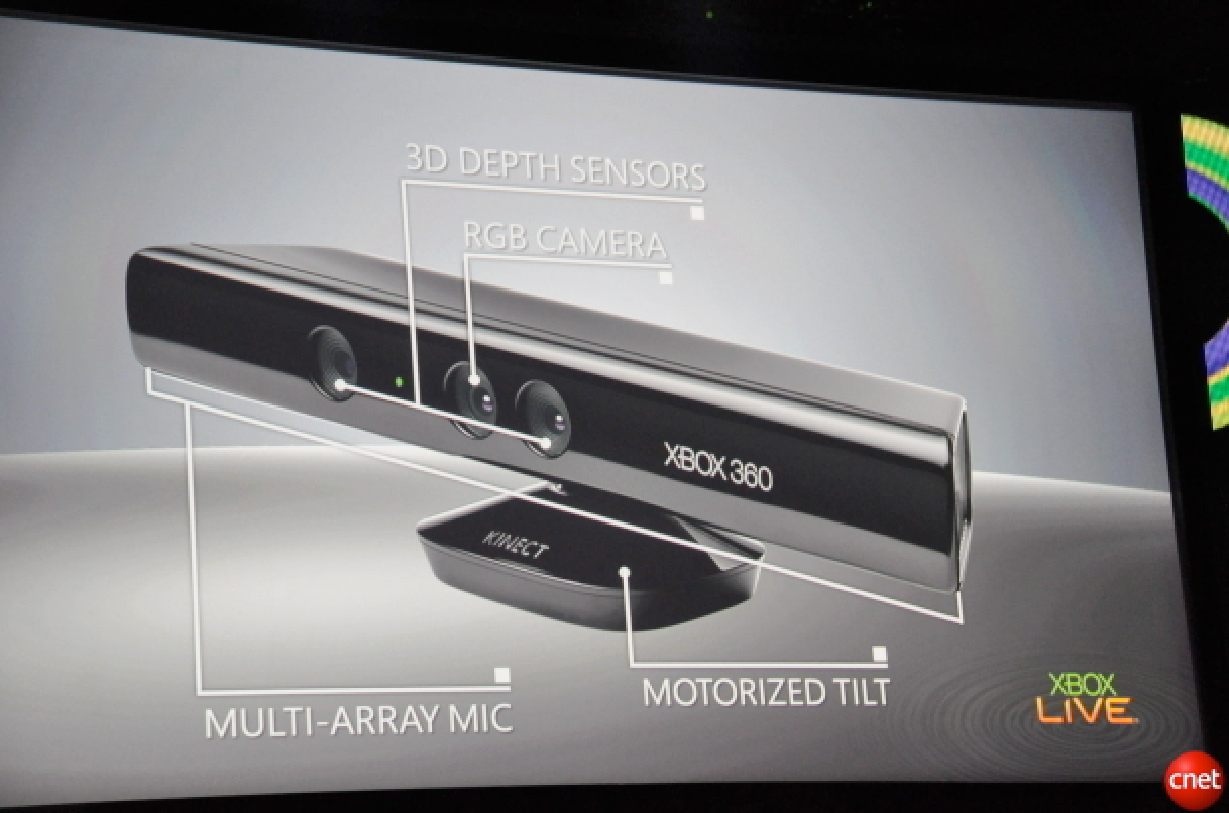 3D DEPTH SENSORS
RGB CAMERA
XBOX 360
KINECT
MOTORIZED TILT
MULTI-ARRAY MIC
XBOX
LIVE
cnet